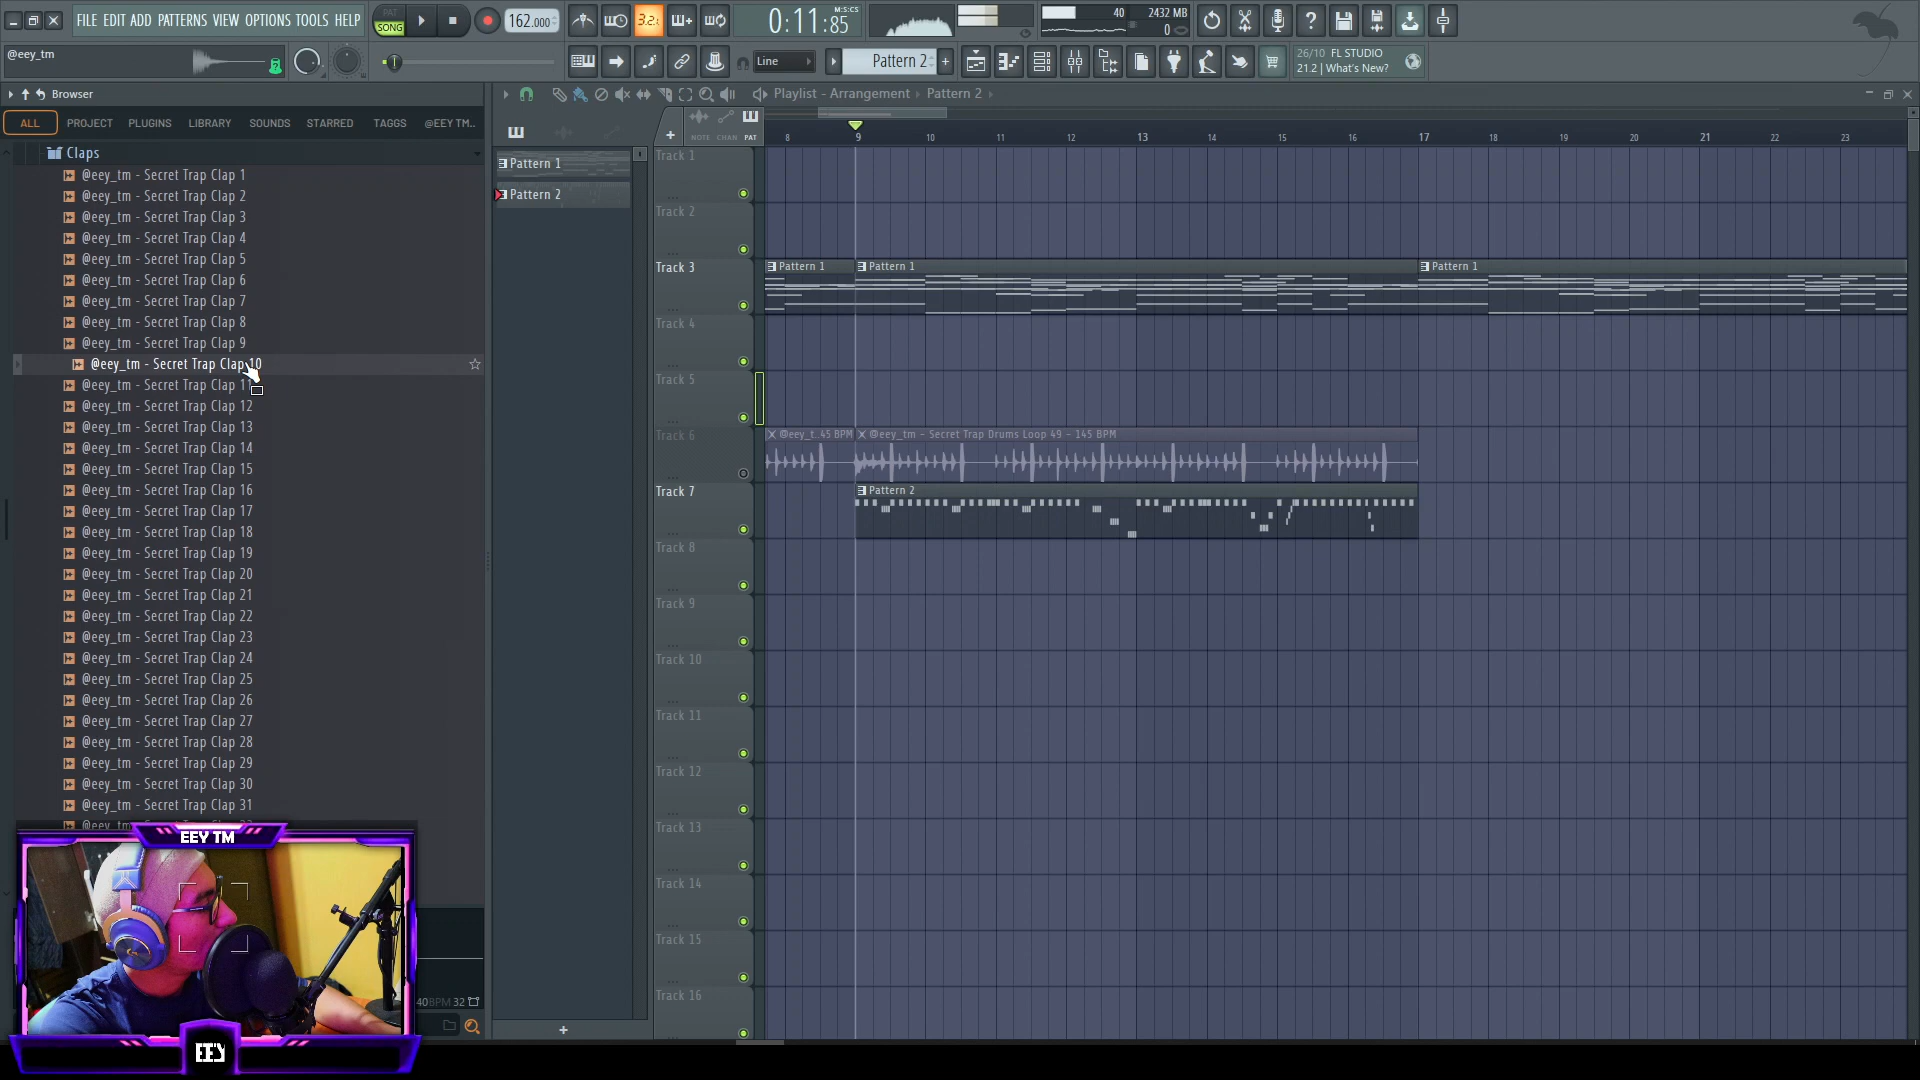 FILE EDIT ADD PATTERNS VIEW OPTIONS TOOLS HELP
PAT
SONG
162.000
3.2.
0:11:85
M:S:CS
40
2432 MB
0
@eey_tm
Line
Pattern 2
26/10 FL STUDIO
21.2 | What's New?
Browser
ALL PROJECT PLUGINS LIBRARY SOUNDS STARRED TAGGS @EEY TM..
Claps
@eey_tm - Secret Trap Clap 1
@eey_tm - Secret Trap Clap 2
@eey_tm - Secret Trap Clap 3
@eey_tm - Secret Trap Clap 4
@eey_tm - Secret Trap Clap 5
@eey_tm - Secret Trap Clap 6
@eey_tm - Secret Trap Clap 7
@eey_tm - Secret Trap Clap 8
@eey_tm - Secret Trap Clap 9
@eey_tm - Secret Trap Clap 10
@eey_tm - Secret Trap Clap 11
@eey_tm - Secret Trap Clap 12
@eey_tm - Secret Trap Clap 13
@eey_tm - Secret Trap Clap 14
@eey_tm - Secret Trap Clap 15
@eey_tm - Secret Trap Clap 16
@eey_tm - Secret Trap Clap 17
@eey_tm - Secret Trap Clap 18
@eey_tm - Secret Trap Clap 19
@eey_tm - Secret Trap Clap 20
@eey_tm - Secret Trap Clap 21
@eey_tm - Secret Trap Clap 22
@eey_tm - Secret Trap Clap 23
@eey_tm - Secret Trap Clap 24
@eey_tm - Secret Trap Clap 25
@eey_tm - Secret Trap Clap 26
@eey_tm - Secret Trap Clap 27
@eey_tm - Secret Trap Clap 28
@eey_tm - Secret Trap Clap 29
@eey_tm - Secret Trap Clap 30
@eey_tm - Secret Trap Clap 31
@eey_tm
EEY TM
EEY
40BPM 32
Pattern 1
Pattern 2
Playlist - Arrangement
Pattern 2
NOTE CHAN PAT
8 9 10 11 12 13 14 15 16 17 18 19 20 21 22 23
Track 1
Track 2
Track 3
Pattern 1
Pattern 1
Pattern 1
Track 4
Track 5
Track 6
@eey_t..45 BPM
@eey_tm - Secret Trap Drums Loop 49 - 145 BPM
Track 7
Pattern 2
Track 8
Track 9
Track 10
Track 11
Track 12
Track 13
Track 14
Track 15
Track 16